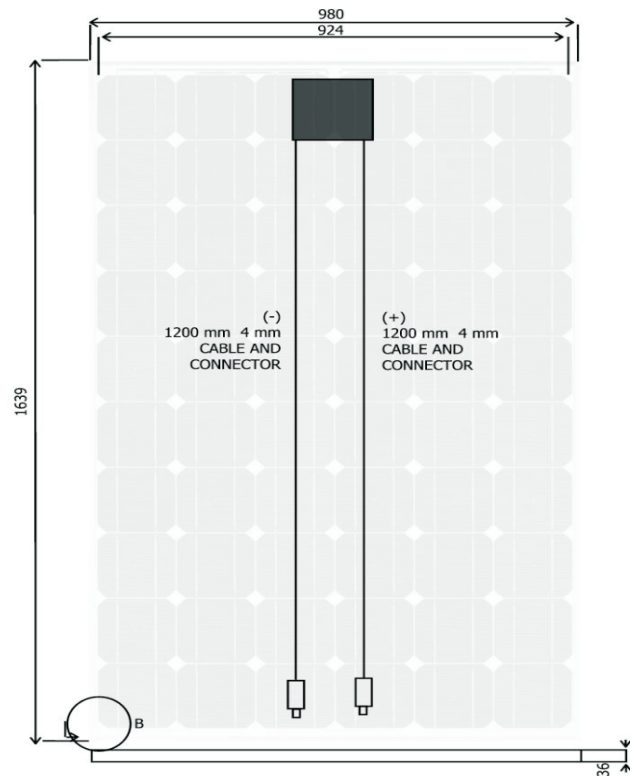 980
924
(-)
1200 mm 4 mm
CABLE AND
CONNECTOR
(+)
1200 mm 4 mm
CABLE AND
CONNECTOR
1639
B
36